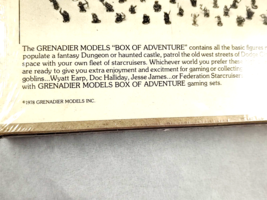 The GRENADIER MODELS "BOX OF ADVENTURE" contains all the basic figures
populate a fantasy Dungeon or haunted castle, patrol the old west streets of
space with your own fleet of starcruisers. Whichever world you prefer these
are ready to give you extra enjoyment and excitment for gaming or collecting
goblins...Wyatt Earp, Doc Halliday, Jesse James...or Federation Starcruiser
with GRENADIER MODELS BOX OF ADVENTURE gaming sets.
©1978 GRENADIER MODELS INC.